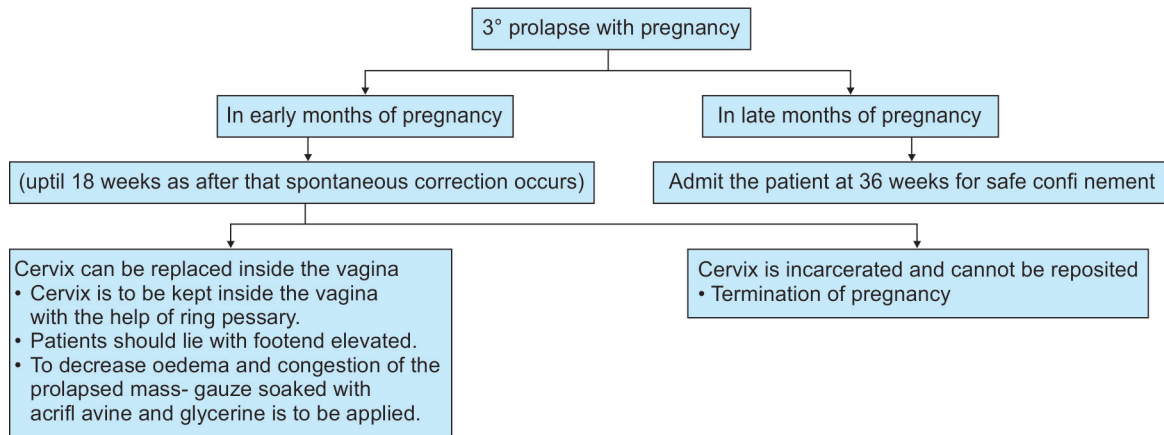 3° prolapse with pregnancy
In early months of pregnancy
In late months of pregnancy
(uptil 18 weeks as after that spontaneous correction occurs)
Admit the patient at 36 weeks for safe confi nement
Cervix can be replaced inside the vagina
• Cervix is to be kept inside the vagina
with the help of ring pessary.
• Patients should lie with footend elevated.
• To decrease oedema and congestion of the
prolapsed mass- gauze soaked with
acrifl avine and glycerine is to be applied.
Cervix is incarcerated and cannot be reposited
• Termination of pregnancy